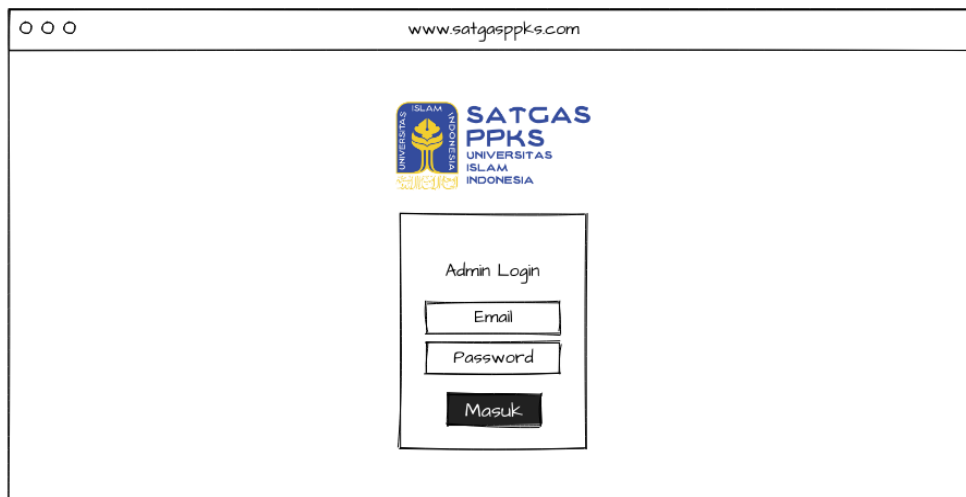 www.satgasppks.com
UNIVERSITAS ISLAM INDONESIA
SATGAS
PPKS
UNIVERSITAS
ISLAM
INDONESIA
Admin Login
Email
Password
Masuk